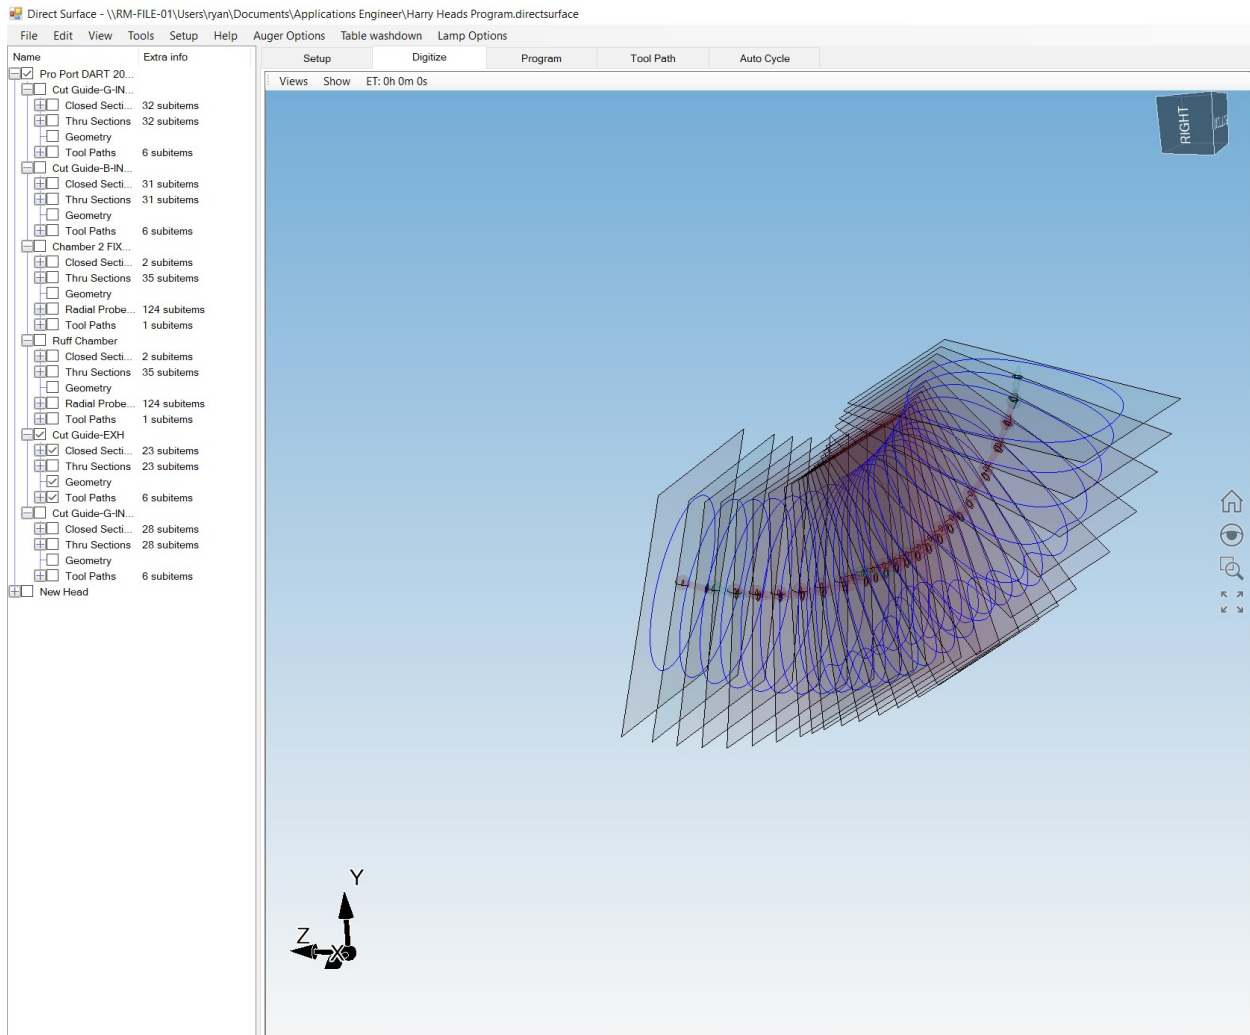 Direct Surface - \\RM-FILE-01\Users\ryan\Documents\Applications Engineer\Harry Heads Program.directsurface
File Edit View Tools Setup Help Auger Options Table washdown Lamp Options
Name Extra info
Setup Digitize Program Tool Path Auto Cycle
Views Show ET: 0h 0m 0s
Pro Port DART 20...
Cut Guide-G-IN...
Closed Secti... 32 subitems
Thru Sections 32 subitems
Geometry
Tool Paths 6 subitems
Cut Guide-B-IN...
Closed Secti... 31 subitems
Thru Sections 31 subitems
Geometry
Tool Paths 6 subitems
Chamber 2 FIX...
Closed Secti... 2 subitems
Thru Sections 35 subitems
Geometry
Radial Probe... 124 subitems
Tool Paths 1 subitems
Ruff Chamber
Closed Secti... 2 subitems
Thru Sections 35 subitems
Geometry
Radial Probe... 124 subitems
Tool Paths 1 subitems
Cut Guide-EXH
Closed Secti... 23 subitems
Thru Sections 23 subitems
Geometry
Tool Paths 6 subitems
Cut Guide-G-IN...
Closed Secti... 28 subitems
Thru Sections 28 subitems
Geometry
Tool Paths 6 subitems
New Head
RIGHT
Y
Z
X